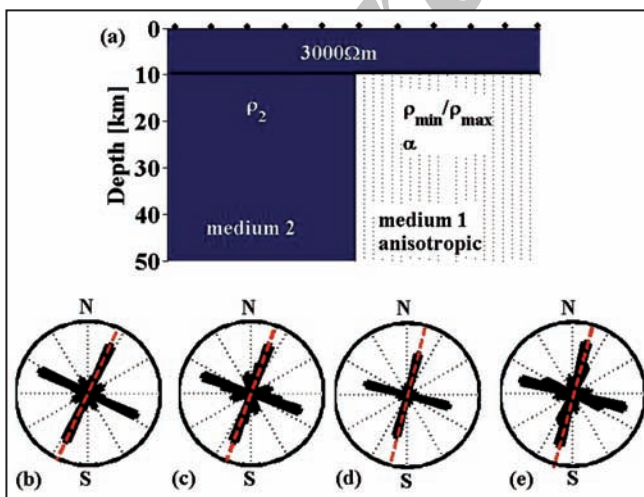 (a)
0
3000Ωm
10
ρ2
ρmin/ρmax
20
α
Depth [km]
30
40
medium 2
medium 1
anisotropic
50
N N N N
S S S S
(b) (c) (d) (e)